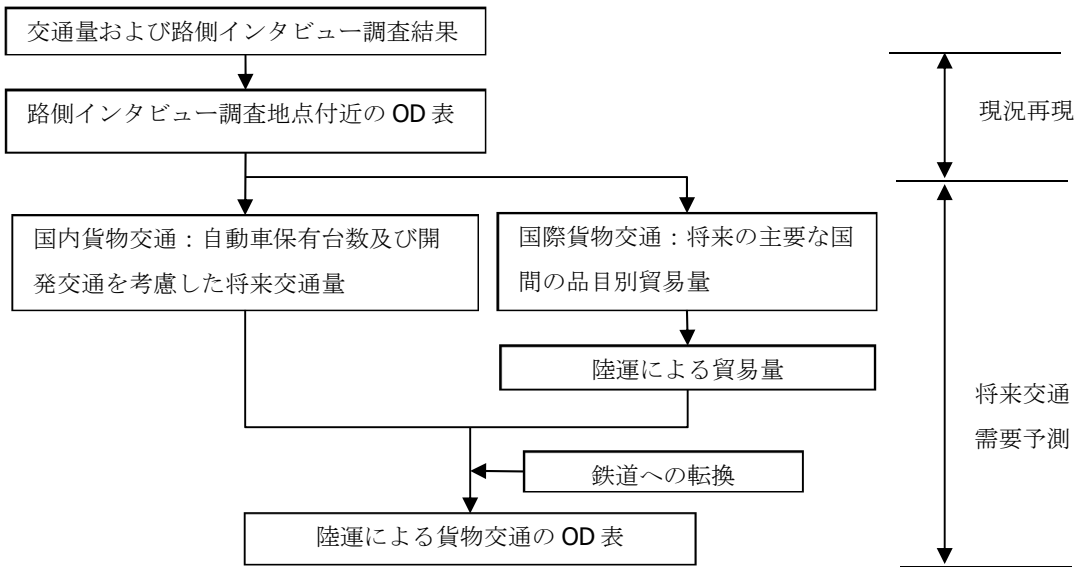 交通量および路側インタビュー調査結果
路側インタビュー調査地点付近の OD 表
現況再現
国内貨物交通：自動車保有台数及び開
発交通を考慮した将来交通量
国際貨物交通：将来の主要な国
間の品目別貿易量
陸運による貿易量
将来交通
需要予測
鉄道への転換
陸運による貨物交通の OD 表